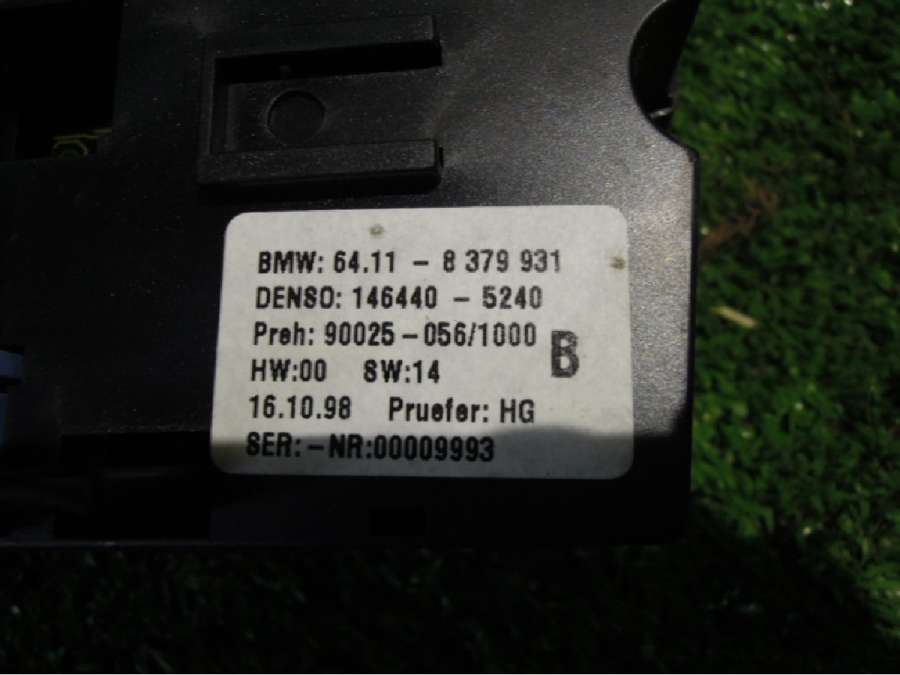 BMW: 64.11 - 8 379 931
DENSO: 146440 - 5240
Preh: 90025-056/1000 B
HW:00 SW:14
16.10.98 Pruefer: HG
SER:-NR:00009993